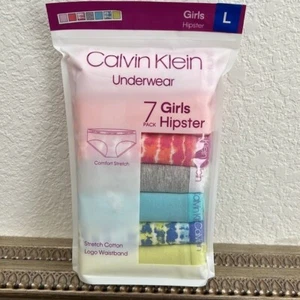 Girls
Hipster
L
Calvin Klein
Underwear
7 Girls
PACK Hipster
Comfort Stretch
Stretch Cotton
Logo Waistband